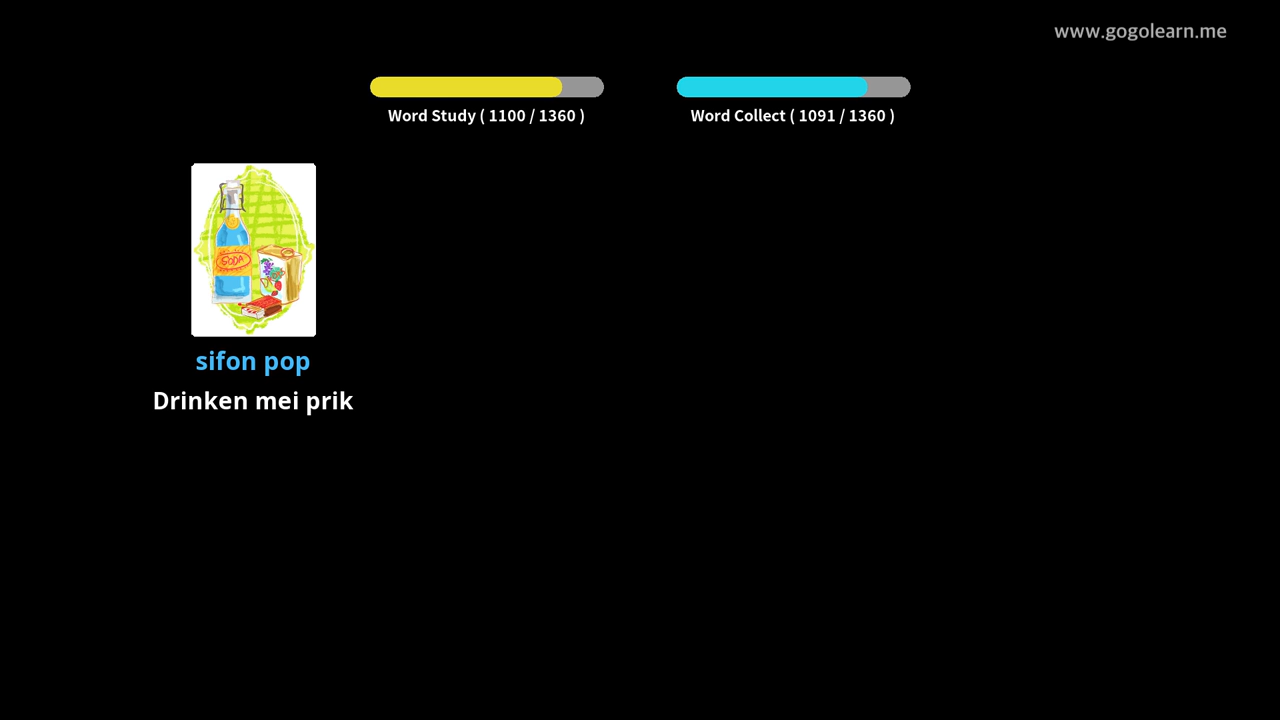 www.gogolearn.me
Word Study ( 1100 / 1360 )
Word Collect ( 1091 / 1360 )
SODA
sifon pop
Drinken mei prik